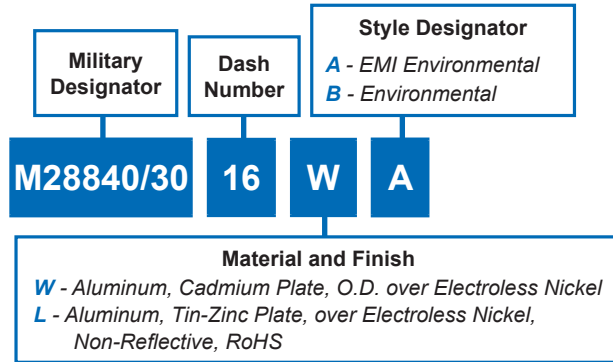 Style Designator
A - EMI Environmental
B - Environmental
Military
Designator
Dash
Number
M28840/30 16 W A
Material and Finish
W - Aluminum, Cadmium Plate, O.D. over Electroless Nickel
L - Aluminum, Tin-Zinc Plate, over Electroless Nickel,
Non-Reflective, RoHS